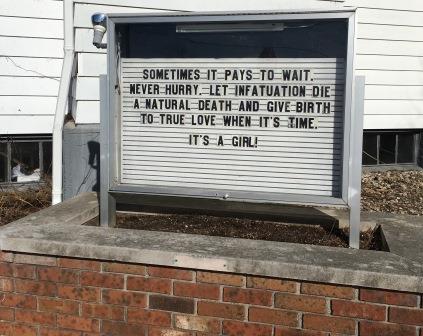 SOMETIMES IT PAYS TO WAIT.
NEVER HURRY. LET INFATUATION DIE
A NATURAL DEATH AND GIVE BIRTH
TO TRUE LOVE WHEN IT'S TIME.
IT'S A GIRL!